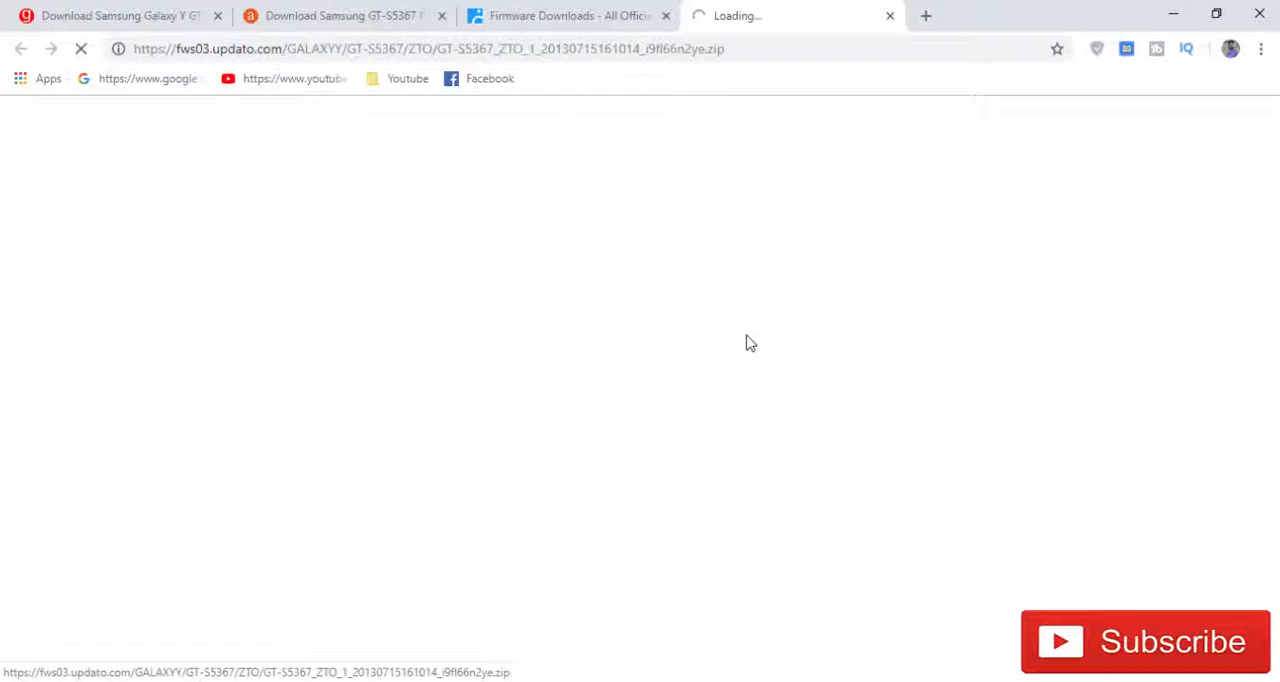 Download Samsung Galaxy Y GT
Download Samsung GT-S5367 F
Firmware Downloads - All Offici
Loading...
https://fws03.updato.com/GALAXYY/GT-S5367/ZTO/GT-S5367_ZTO_1_20130715161014_i9fl66n2ye.zip
Apps
https://www.google
https://www.youtube
Youtube
Facebook
Subscribe
https://fws03.updato.com/GALAXYY/GT-S5367/ZTO/GT-S5367_ZTO_1_20130715161014_i9fl66n2ye.zip